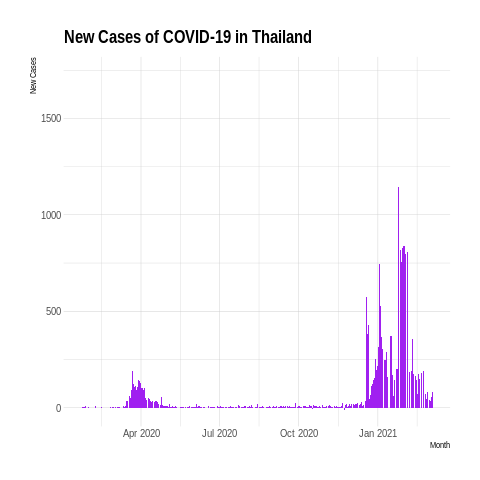 New Cases of COVID-19 in Thailand
New Cases
1500
1000
500
0
Apr 2020 Jul 2020 Oct 2020 Jan 2021
Month